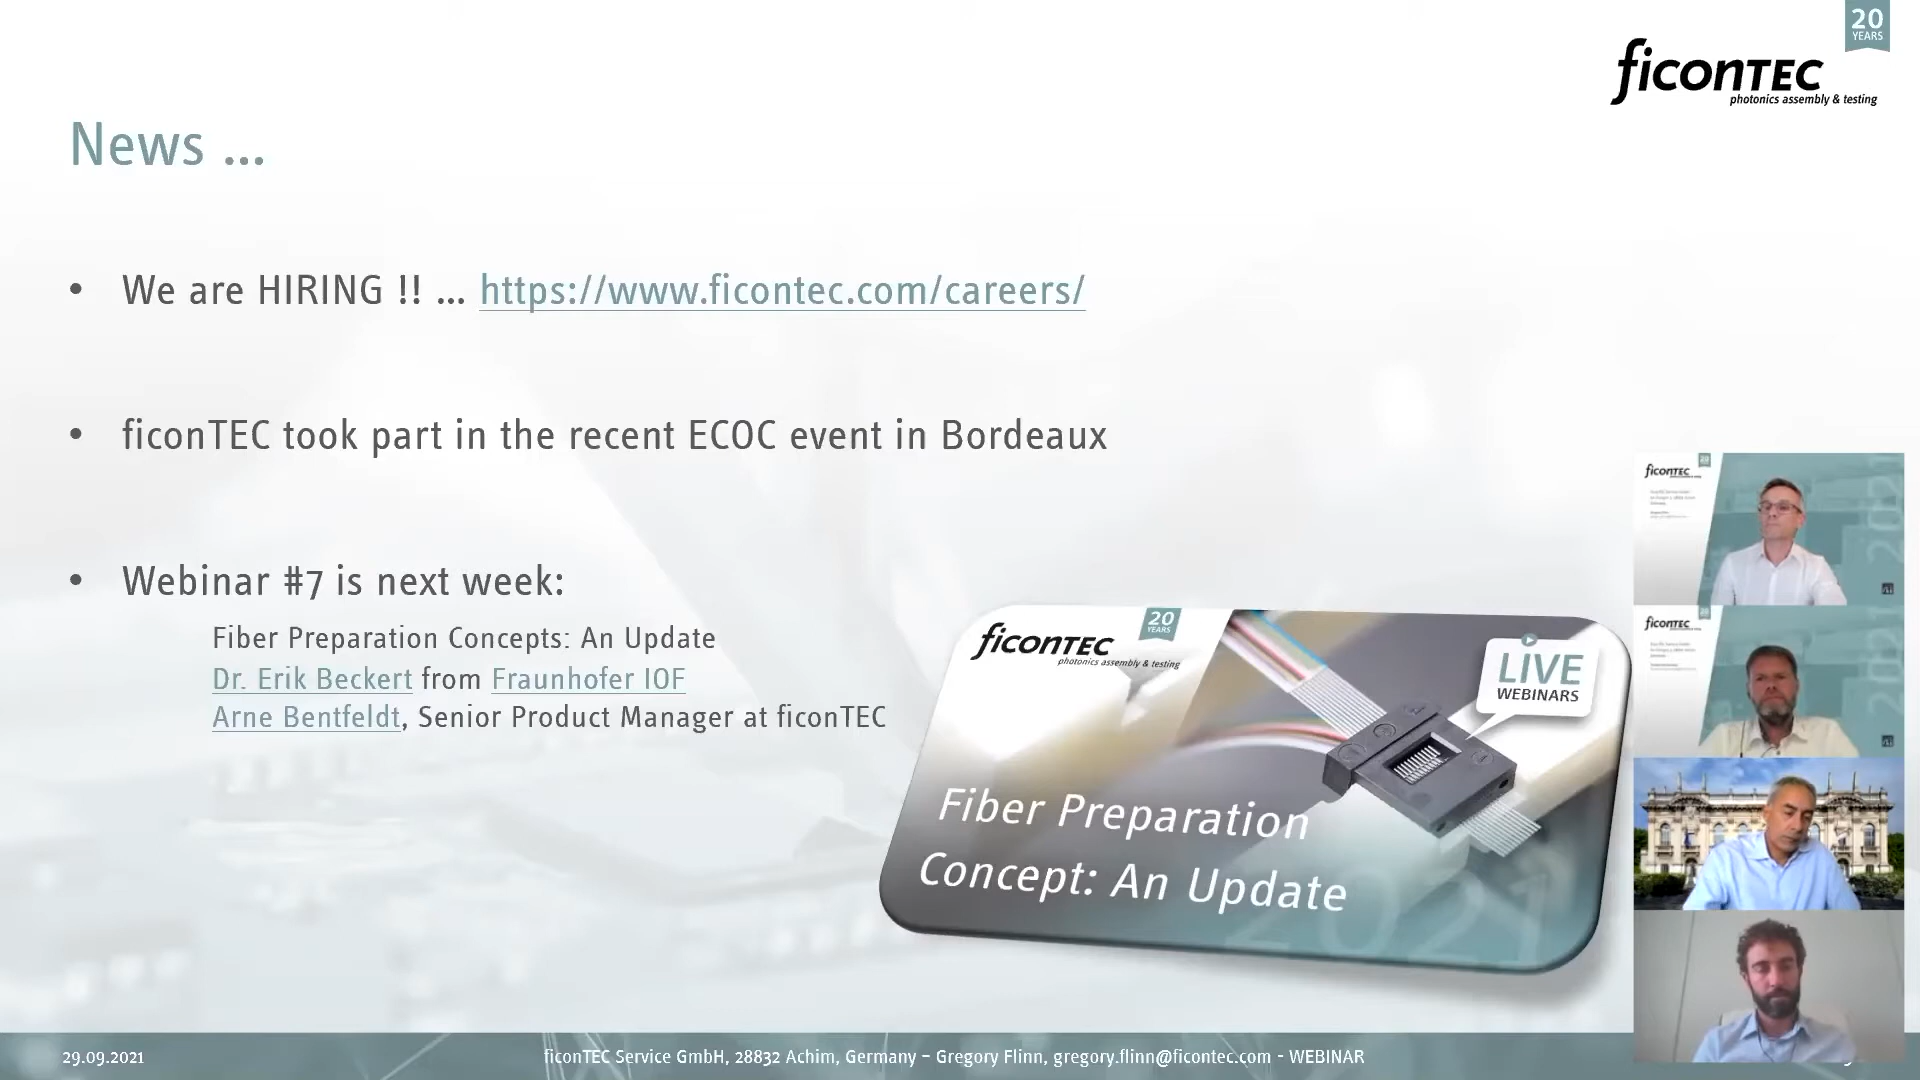 20
YEARS
ficonTEC
photonics assembly & testing
News ...
• We are HIRING !! ... https://www.ficontec.com/careers/
• ficonTEC took part in the recent ECOC event in Bordeaux
• Webinar #7 is next week:
Fiber Preparation Concepts: An Update
Dr. Erik Beckert from Fraunhofer IOF
Arne Bentfeldt, Senior Product Manager at ficonTEC
ficonTEC
photonics assembly & testing
20
YEARS
LIVE
WEBINARS
Fiber Preparation
Concept: An Update
2021
ficonTEC
ficonTEC
29.09.2021
ficonTEC Service GmbH, 28832 Achim, Germany – Gregory Flinn, gregory.flinn@ficontec.com - WEBINAR